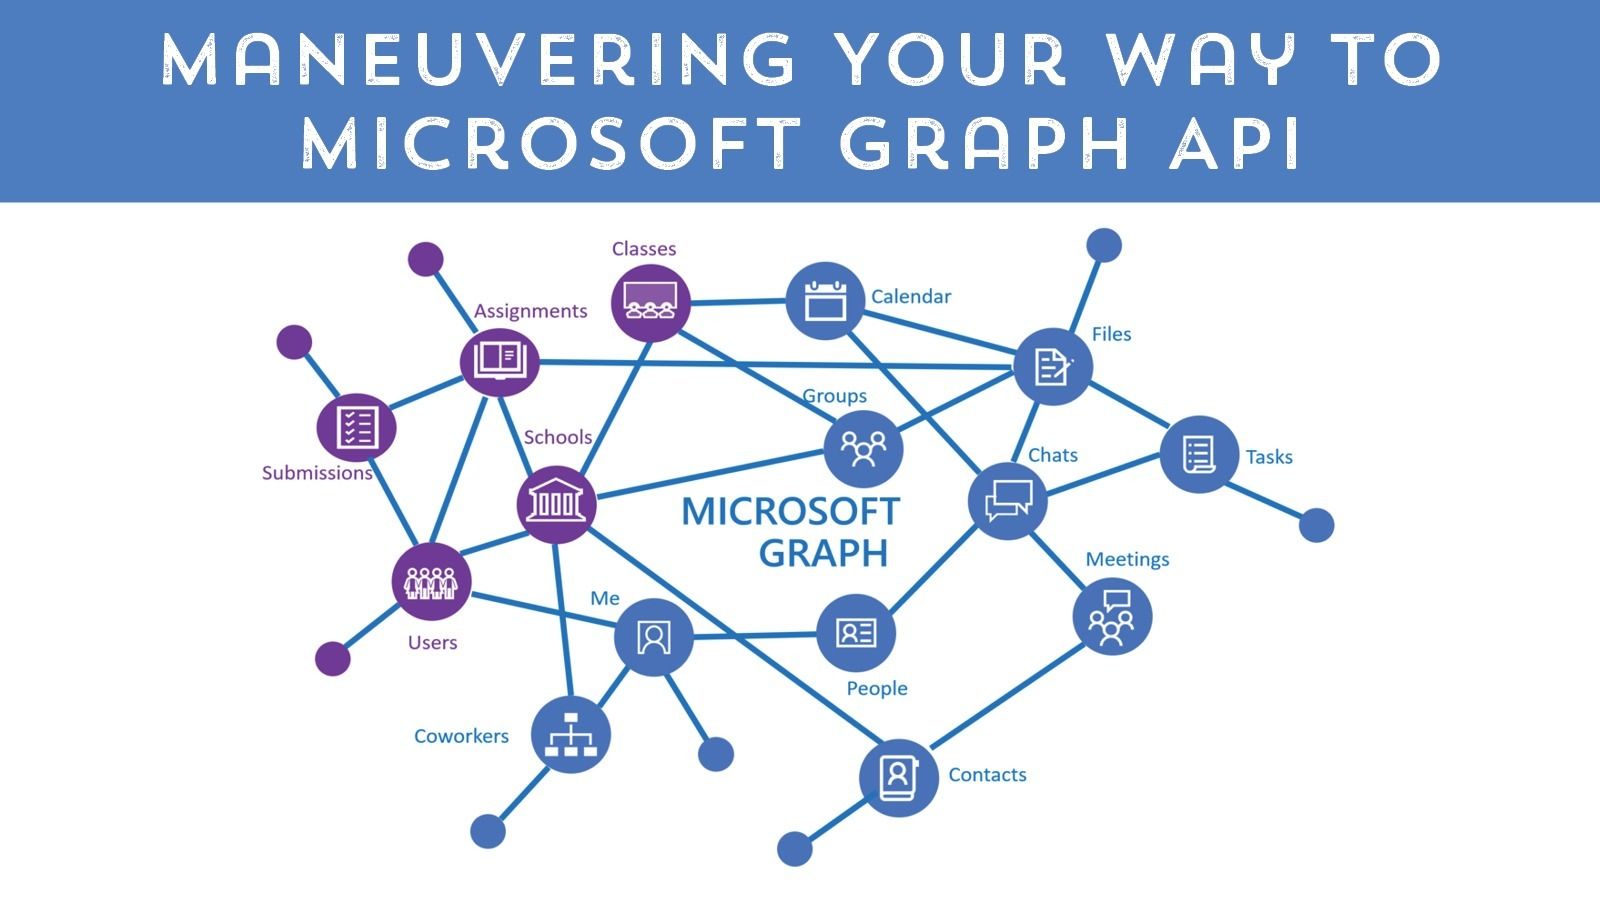 MANEUVERING YOUR WAY TO
MICROSOFT GRAPH API
Classes
Calendar
Assignments
Files
Groups
Schools
Chats
Tasks
Submissions
MICROSOFT
GRAPH
Meetings
Me
Users
People
Coworkers
Contacts